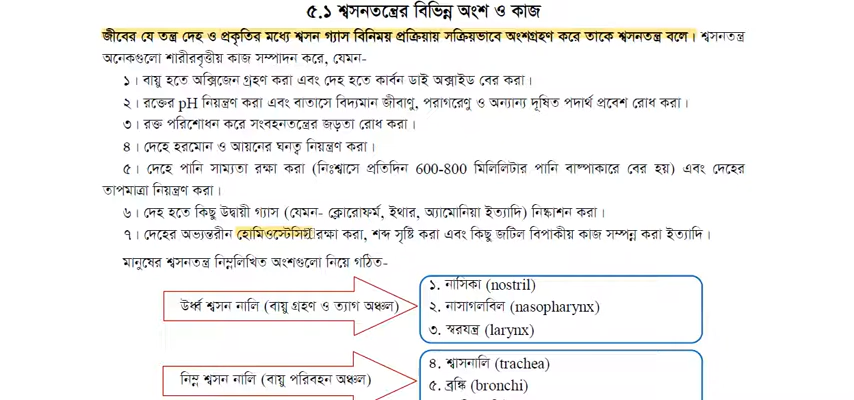 ৫.১ শ্বসনতন্ত্রের বিভিন্ন অংশ ও কাজ
জীবের যে তন্ত্র দেহ ও প্রকৃতির মধ্যে শ্বসন গ্যাস বিনিময় প্রক্রিয়ায় সক্রিয়ভাবে অংশগ্রহণ করে তাকে শ্বসনতন্ত্র বলে। শ্বসনতন্ত্র
অনেকগুলো শারীরবৃত্তীয় কাজ সম্পাদন করে, যেমন-
১। বায়ু হতে অক্সিজেন গ্রহণ করা এবং দেহ হতে কার্বন ডাই অক্সাইড বের করা।
২। রক্তের pH নিয়ন্ত্রণ করা এবং বাতাসে বিদ্যমান জীবাণু, পরাগরেণু ও অন্যান্য দূষিত পদার্থ প্রবেশ রোধ করা।
৩। রক্ত পরিশোধন করে সংবহনতন্ত্রের জড়তা রোধ করা।
৪। দেহে হরমোন ও আয়নের ঘনত্ব নিয়ন্ত্রণ করা।
৫। দেহে পানি সাম্যতা রক্ষা করা (নিঃশ্বাসে প্রতিদিন 600-800 মিলিলিটার পানি বাষ্পাকারে বের হয়) এবং দেহের
তাপমাত্রা নিয়ন্ত্রণ করা।
৬। দেহ হতে কিছু উদ্বায়ী গ্যাস (যেমন- ক্লোরোফর্ম, ইথার, অ্যামোনিয়া ইত্যাদি) নিষ্কাশন করা।
৭। দেহের অভ্যন্তরীন হোমিওস্টেসিস রক্ষা করা, শব্দ সৃষ্টি করা এবং কিছু জটিল বিপাকীয় কাজ সম্পন্ন করা ইত্যাদি।
মানুষের শ্বসনতন্ত্র নিম্নলিখিত অংশগুলো নিয়ে গঠিত-
উর্ধ্ব শ্বসন নালি (বায়ু গ্রহণ ও ত্যাগ অঞ্চল)
১. নাসিকা (nostril)
২. নাসাগলবিল (nasopharynx)
৩. স্বরযন্ত্র (larynx)
নিম্ন শ্বসন নালি (বায়ু পরিবহন অঞ্চল)
৪. শ্বাসনালি (trachea)
৫. ব্রঙ্কি (bronchi)